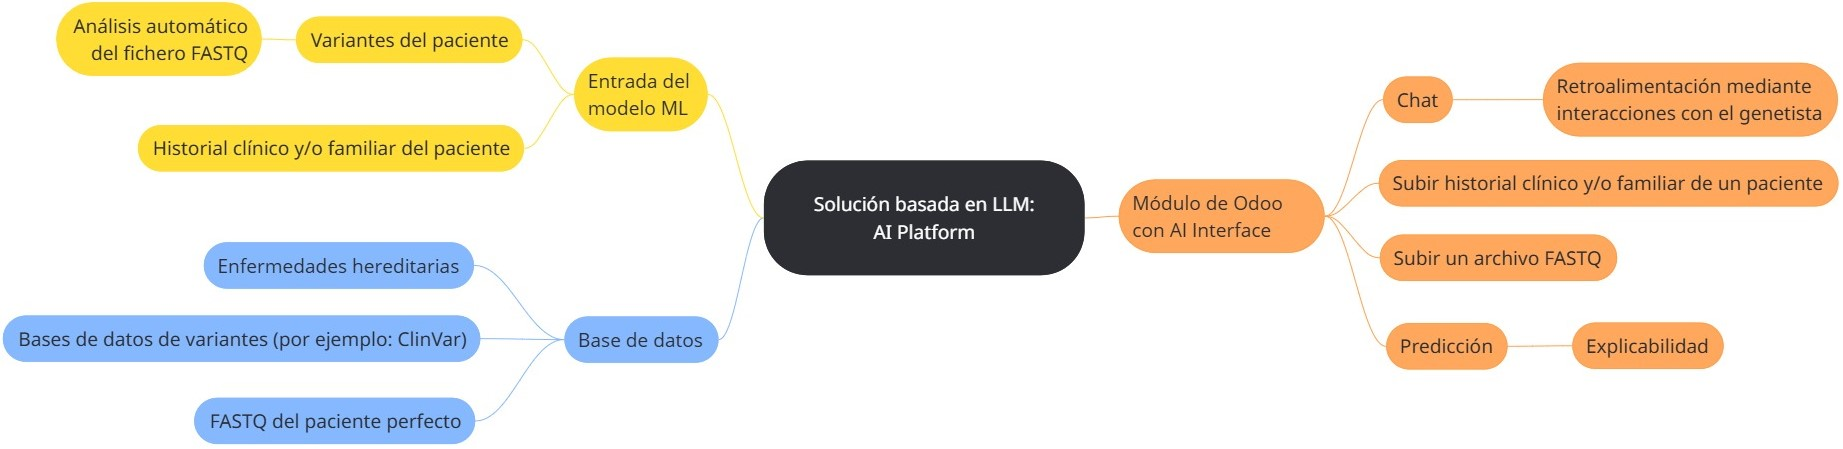 Análisis automático
del fichero FASTQ
Variantes del paciente
Entrada del
modelo ML
Historial clínico y/o familiar del paciente
Enfermedades hereditarias
Bases de datos de variantes (por ejemplo: ClinVar)
Base de datos
FASTQ del paciente perfecto
Solución basada en LLM:
AI Platform
Módulo de Odoo
con AI Interface
Chat
Retroalimentación mediante
interacciones con el genetista
Subir historial clínico y/o familiar de un paciente
Subir un archivo FASTQ
Predicción
Explicabilidad